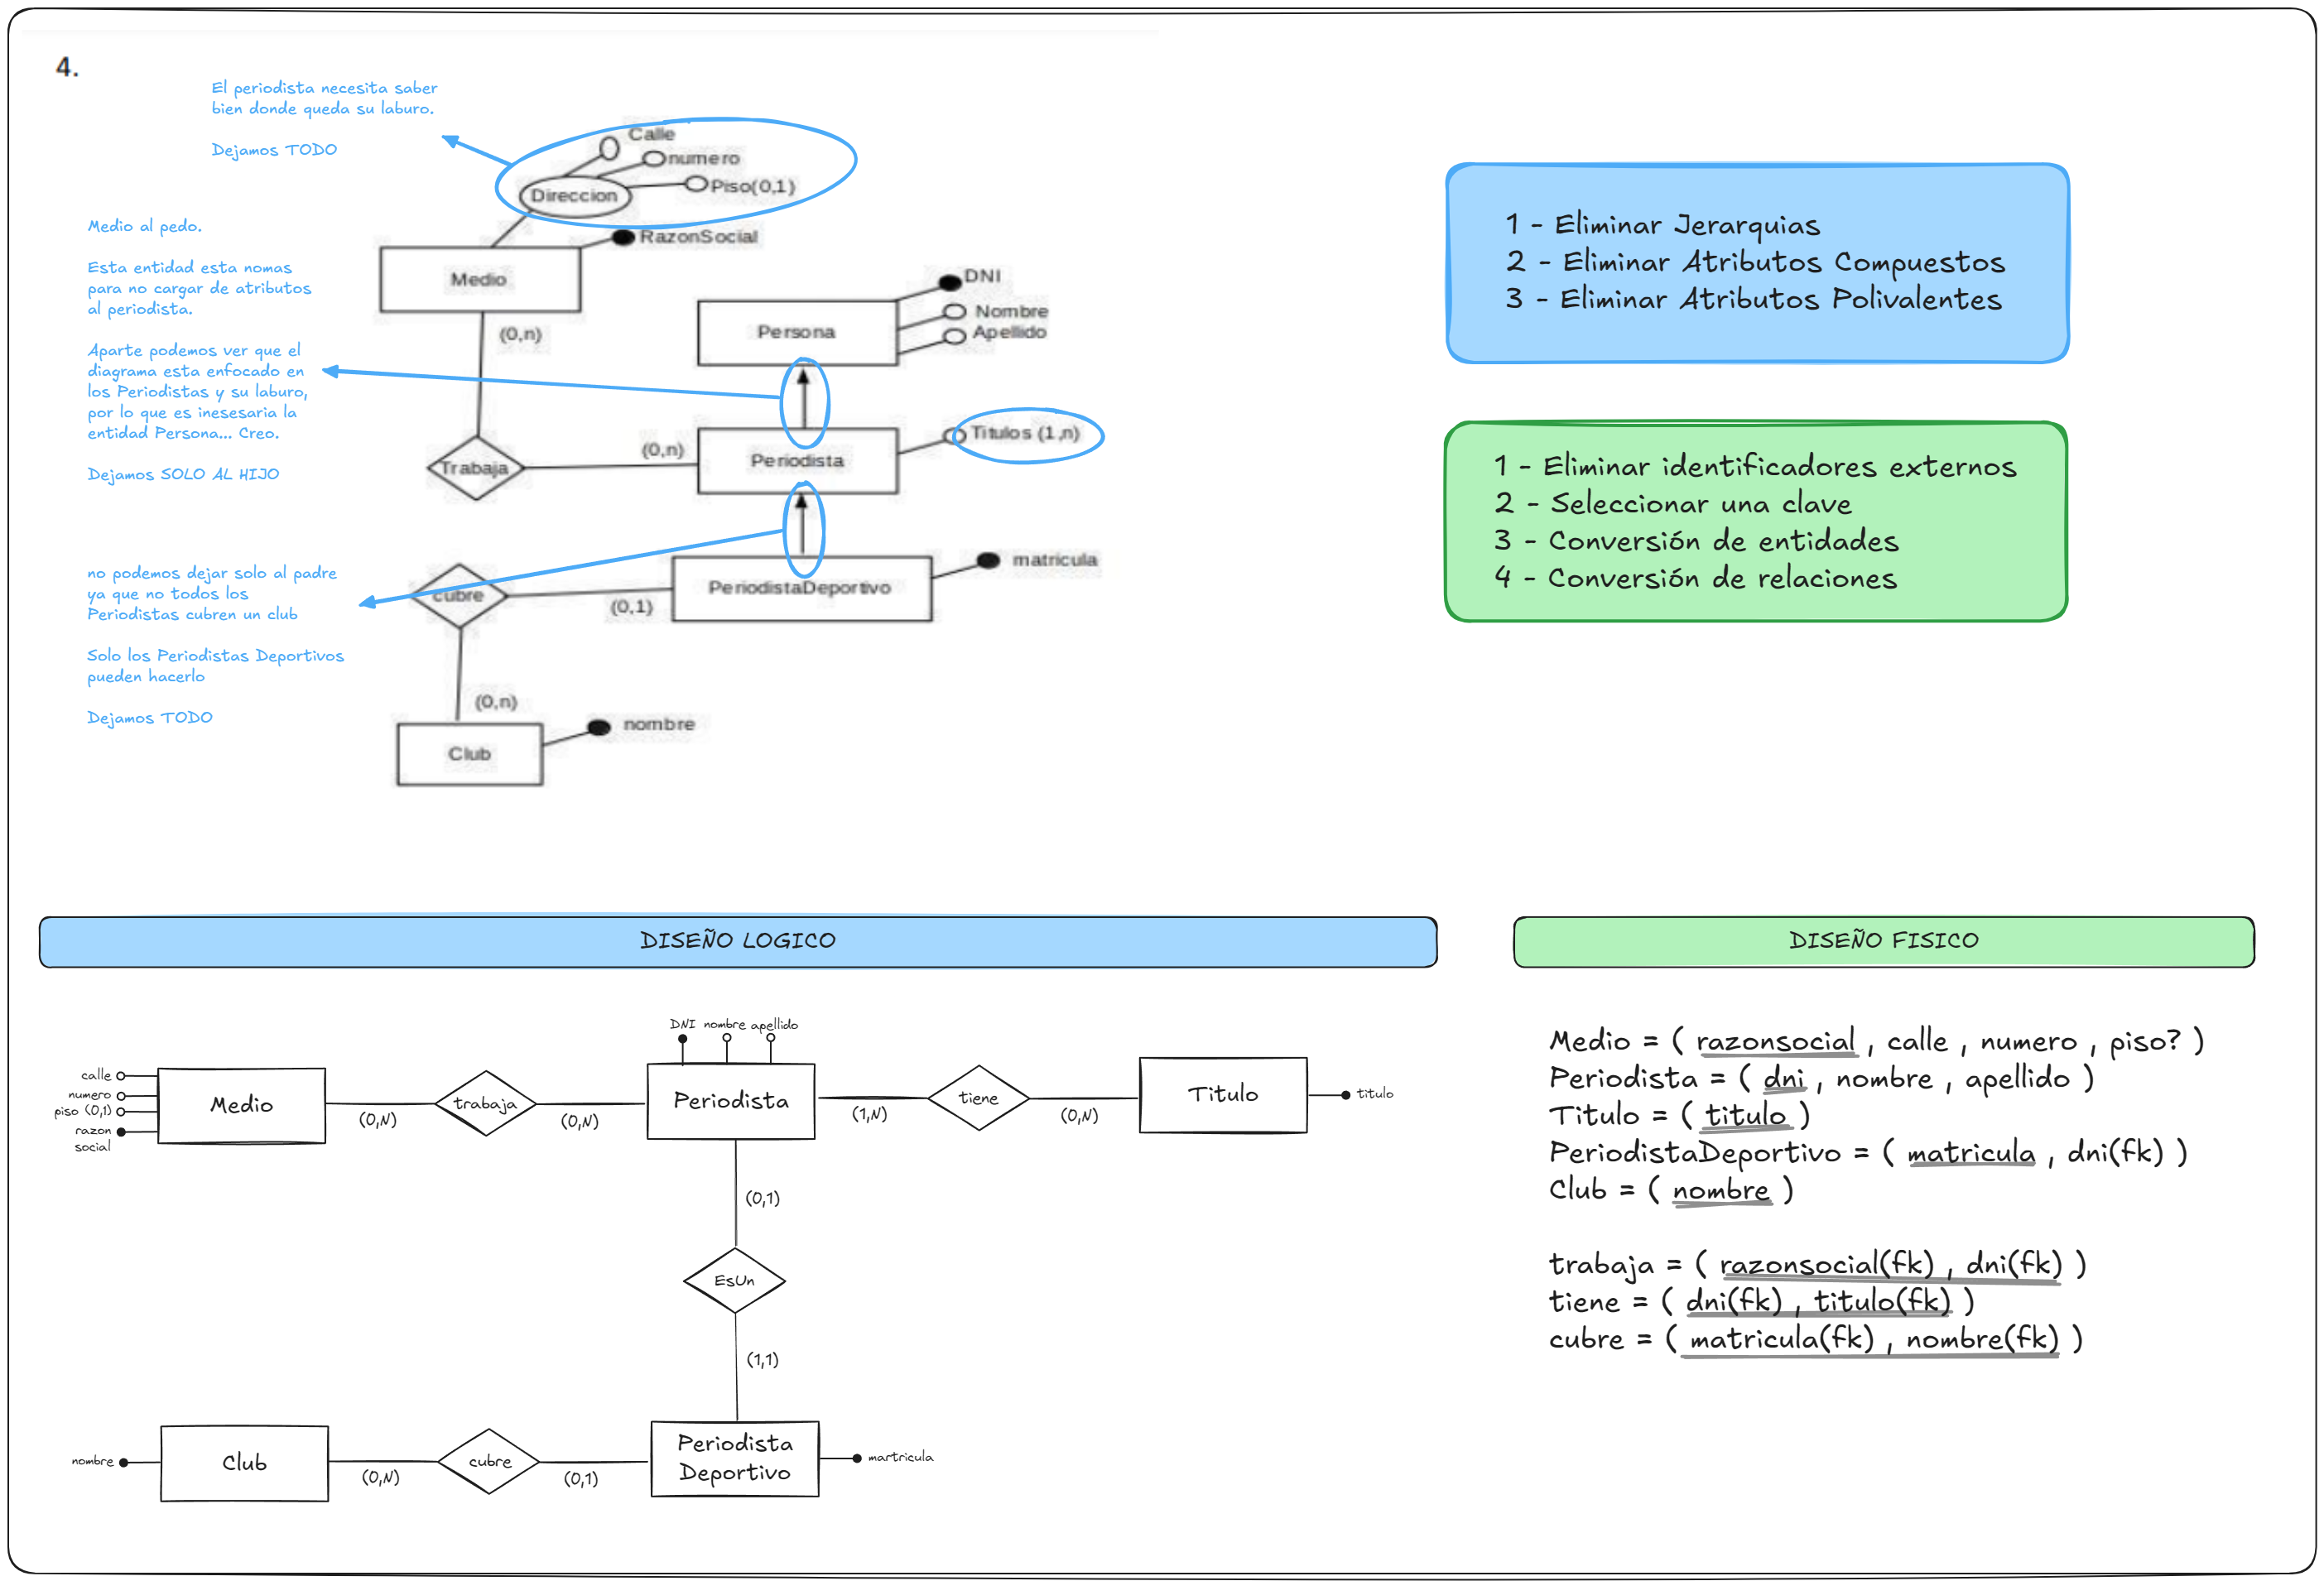 4.
El periodista necesita saber
bien donde queda su laburo.
Dejamos TODO
Calle
numero
Piso(0,1)
Direccion
RazonSocial
Medio
(0,n)
Medio al pedo.
Esta entidad esta nomas
para no cargar de atributos
al periodista.
Aparte podemos ver que el
diagrama esta enfocado en
los Periodistas y su laburo,
por lo que es inesesaria la
entidad Persona... Creo.
Dejamos SOLO AL HIJO
DNI
Nombre
Apellido
Persona
Titulos (1,n)
Periodista
(0,n)
Trabaja
matricula
PeriodistaDeportivo
(0,1)
cubre
no podemos dejar solo al padre
ya que no todos los
Periodistas cubren un club
Solo los Periodistas Deportivos
pueden hacerlo
Dejamos TODO
(0,n)
nombre
Club
1 - Eliminar Jerarquias
2 - Eliminar Atributos Compuestos
3 - Eliminar Atributos Polivalentes
1 - Eliminar identificadores externos
2 - Seleccionar una clave
3 - Conversión de entidades
4 - Conversión de relaciones
DISEÑO LOGICO
DNI nombre apellido
calle
numero
piso (0,1)
razon
social
Medio
(0,N)
trabaja
(0,N)
Periodista
(1,N)
tiene
(0,N)
Titulo
titulo
(0,1)
EsUn
(1,1)
nombre
Club
(0,N)
cubre
(0,1)
Periodista
Deportivo
martricula
DISEÑO FISICO
Medio = ( razonsocial , calle , numero , piso? )
Periodista = ( dni , nombre , apellido )
Titulo = ( titulo )
PeriodistaDeportivo = ( matricula , dni(fk) )
Club = ( nombre )
trabaja = ( razonsocial(fk) , dni(fk) )
tiene = ( dni(fk) , titulo(fk) )
cubre = ( matricula(fk) , nombre(fk) )